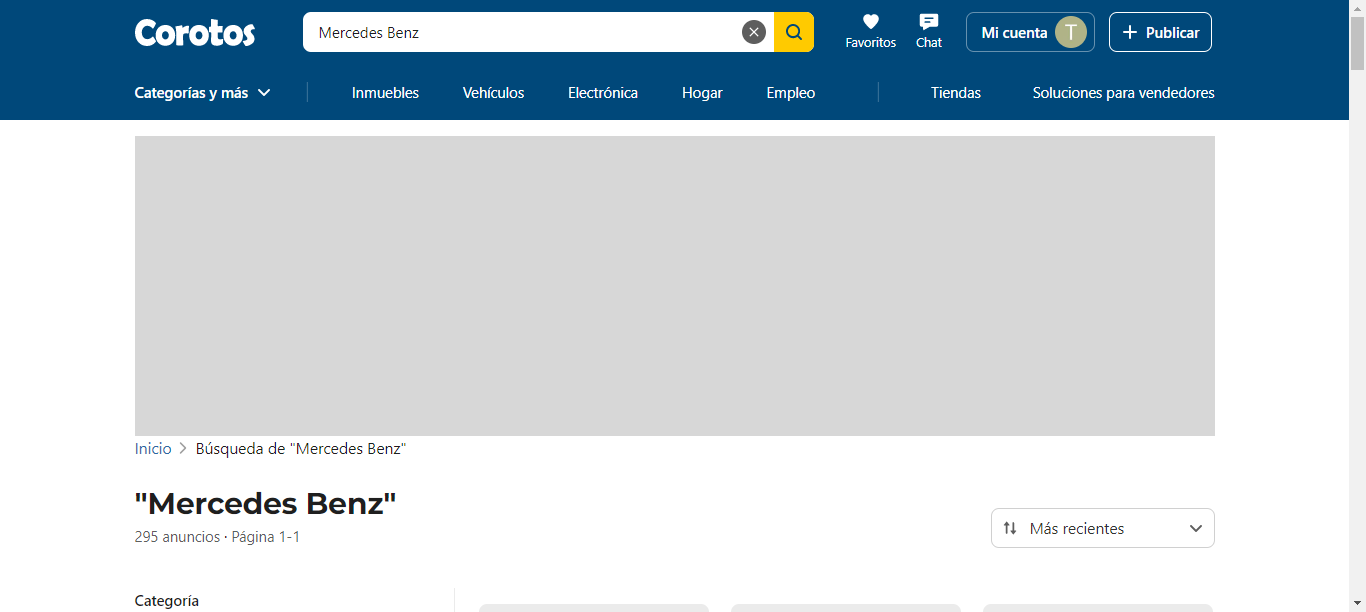 Corotos
Mercedes Benz
Favoritos
Chat
Mi cuenta T
Publicar
Categorías y más
Inmuebles
Vehículos
Electrónica
Hogar
Empleo
Tiendas
Soluciones para vendedores
Inicio > Búsqueda de "Mercedes Benz"
"Mercedes Benz"
295 anuncios · Página 1-1
Más recientes
Categoría